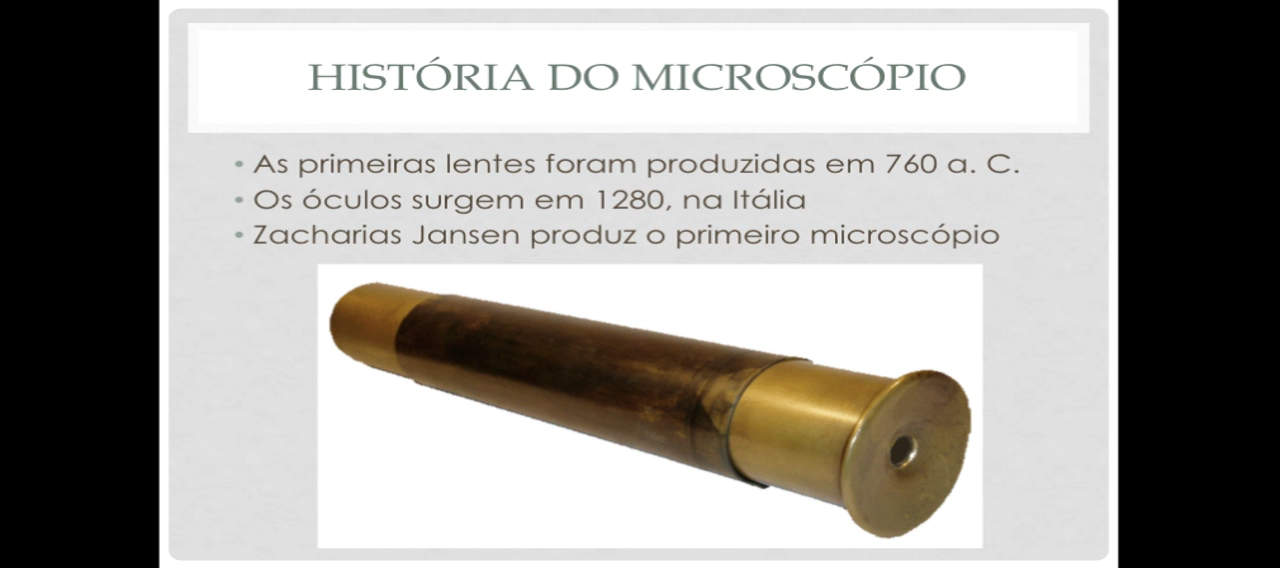 HISTÓRIA DO MICROSCÓPIO
• As primeiras lentes foram produzidas em 760 a. C.
• Os óculos surgem em 1280, na Itália
• Zacharias Jansen produz o primeiro microscópio